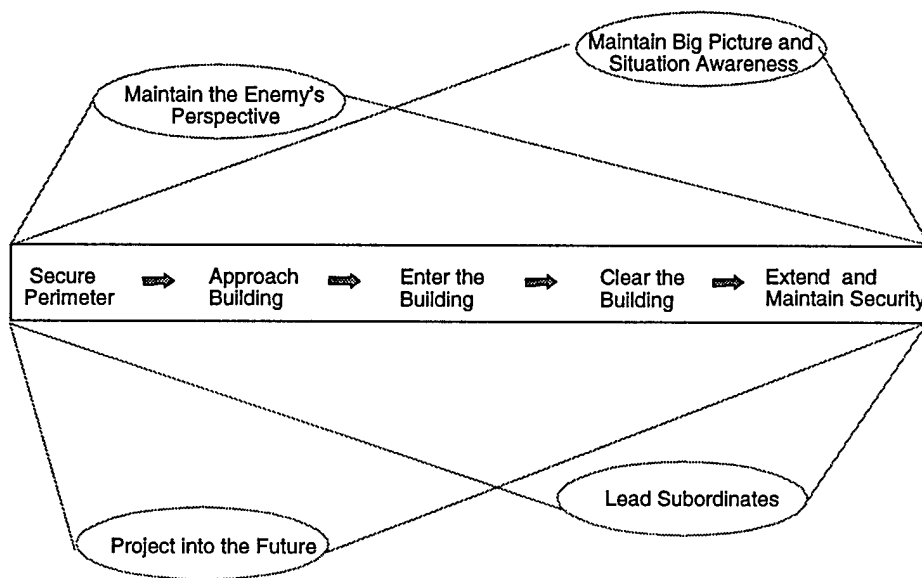 Maintain Big Picture and
Situation Awareness
Maintain the Enemy's
Perspective
Secure
Perimeter
Approach
Building
Enter the
Building
Clear the
Building
Extend and
Maintain Security
Lead Subordinates
Project into the Future